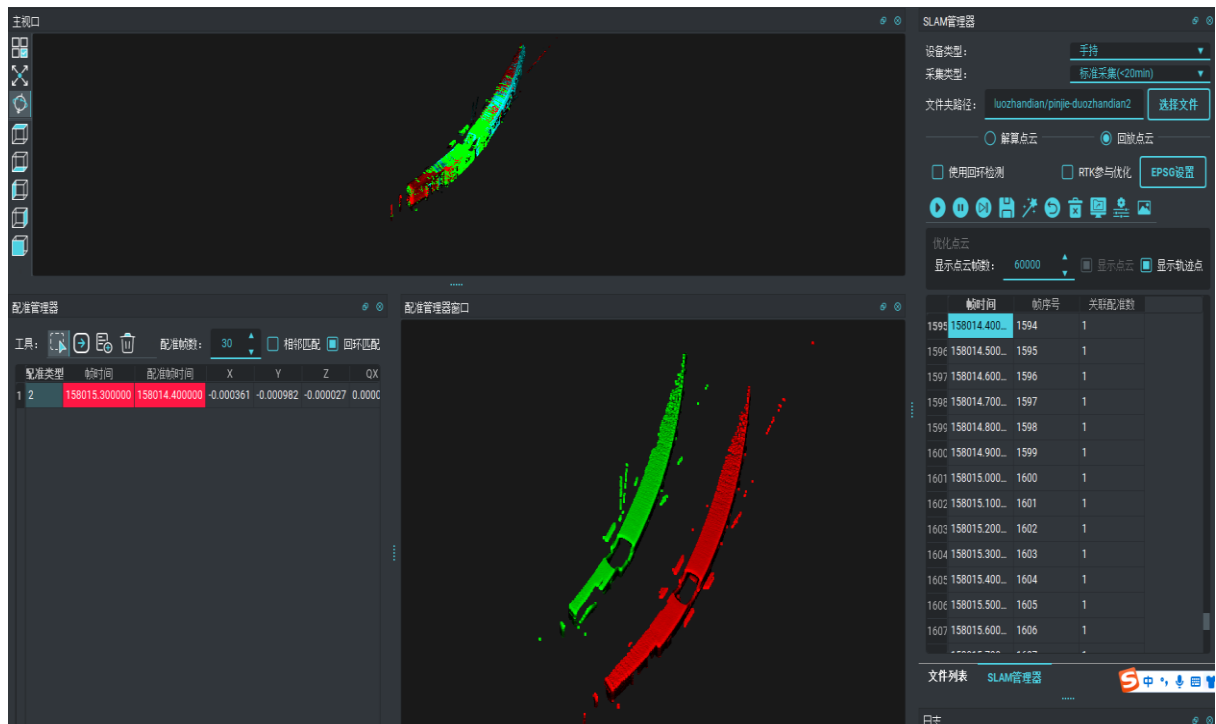 主视口
配准管理器
工具：
配准帧数： 30 相邻匹配 回环匹配
配准类型 帧时间 配准帧时间 X Y Z QX
1 2 158015.300000 158014.400000 -0.000361 -0.000982 -0.000027 0.0000
配准管理器窗口
SLAM管理器
设备类型： 手持
采集类型： 标准采集(<20min)
文件夹路径： luozhandian/pinjie-duozhandian2 选择文件
解算点云 回放点云
使用回环检测 RTK参与优化 EPSG设置
优化点云
显示点云帧数： 60000 显示点云 显示轨迹点
帧时间 帧序号 关联配准数
1595 158014.400... 1594 1
1596 158014.500... 1595 1
1597 158014.600... 1596 1
1598 158014.700... 1597 1
1599 158014.800... 1598 1
1600 158014.900... 1599 1
1601 158015.000... 1600 1
1602 158015.100... 1601 1
1603 158015.200... 1602 1
1604 158015.300... 1603 1
1605 158015.400... 1604 1
1606 158015.500... 1605 1
1607 158015.600... 1606 1
文件列表 SLAM管理器
S 中
日志